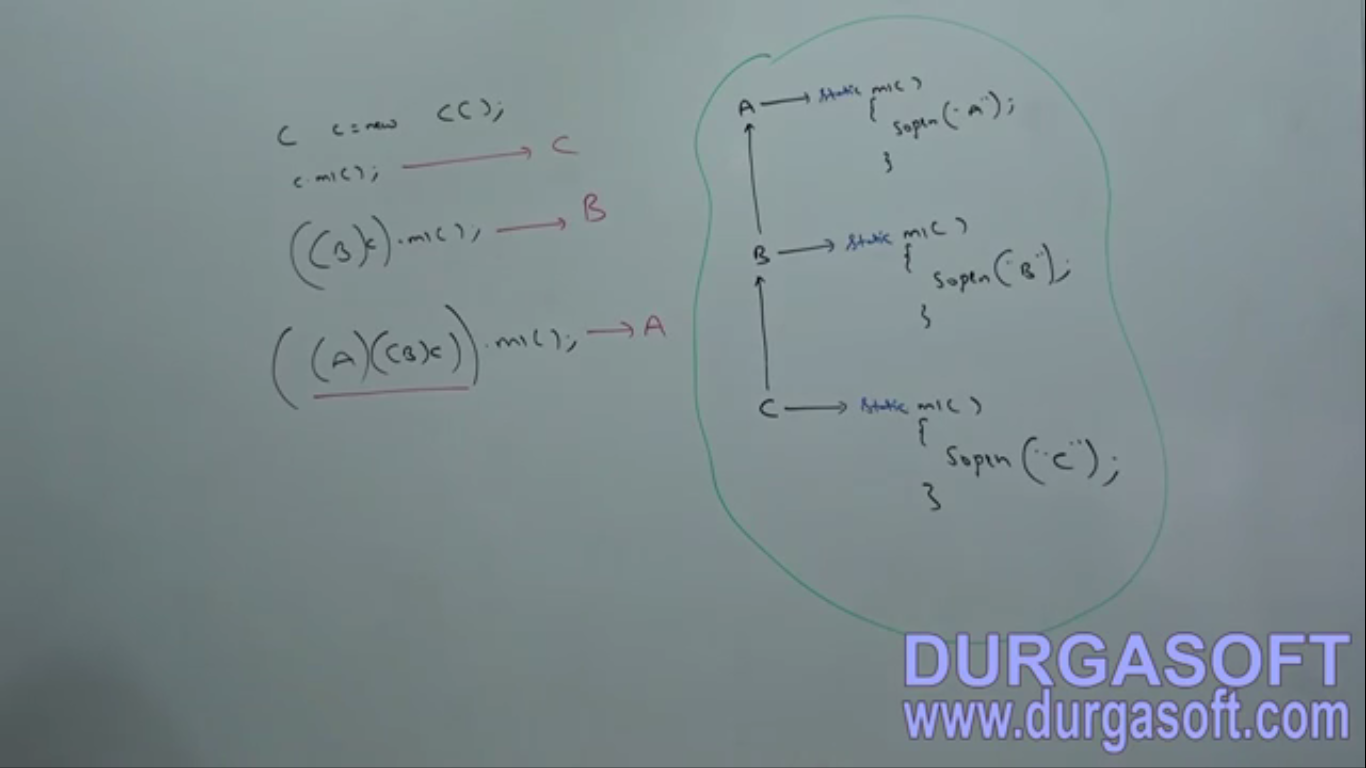 C c = new C();
c.m1(); → C
((B)c).m1(); → B
((A)((B)c)).m1(); → A
A → static m1()
{
sopln("A");
}
B → static m1()
{
sopln("B");
}
C → static m1()
{
sopln("C");
}
DURGASOFT
www.durgasoft.com